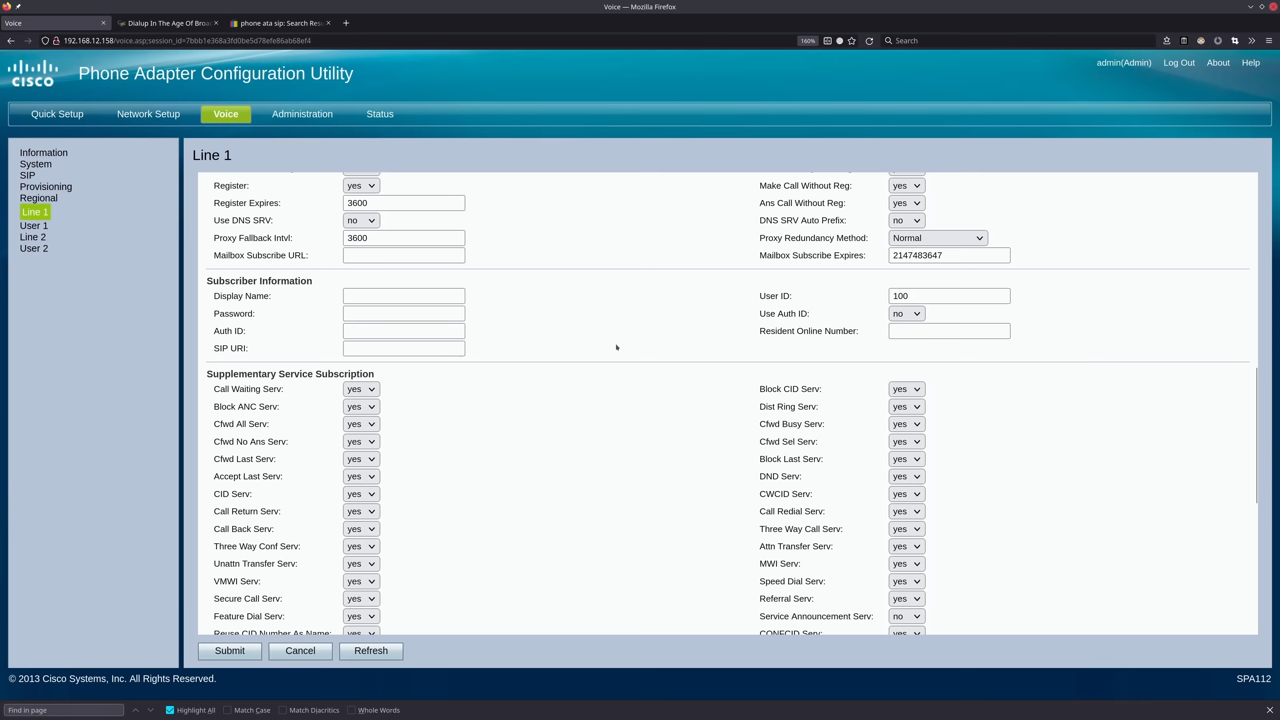 Voice — Mozilla Firefox
Voice
Dialup In The Age Of Broa
phone ata sip: Search Res
192.168.12.158/voice.asp;session_id=7bbb1e368a3fd0be5d78efe86ab68ef4
160%
Search
CISCO
Phone Adapter Configuration Utility
admin(Admin) Log Out About Help
Quick Setup Network Setup Voice Administration Status
Information
System
SIP
Provisioning
Regional
Line 1
User 1
Line 2
User 2
Line 1
Register: yes Make Call Without Reg: yes
Register Expires: 3600 Ans Call Without Reg: yes
Use DNS SRV: no DNS SRV Auto Prefix: no
Proxy Fallback Intvl: 3600 Proxy Redundancy Method: Normal
Mailbox Subscribe URL: Mailbox Subscribe Expires: 2147483647
Subscriber Information
Display Name: User ID: 100
Password: Use Auth ID: no
Auth ID: Resident Online Number:
SIP URI:
Supplementary Service Subscription
Call Waiting Serv: yes Block CID Serv: yes
Block ANC Serv: yes Dist Ring Serv: yes
Cfwd All Serv: yes Cfwd Busy Serv: yes
Cfwd No Ans Serv: yes Cfwd Sel Serv: yes
Cfwd Last Serv: yes Block Last Serv: yes
Accept Last Serv: yes DND Serv: yes
CID Serv: yes CWCID Serv: yes
Call Return Serv: yes Call Redial Serv: yes
Call Back Serv: yes Three Way Call Serv: yes
Three Way Conf Serv: yes Attn Transfer Serv: yes
Unattn Transfer Serv: yes MWI Serv: yes
VMWI Serv: yes Speed Dial Serv: yes
Secure Call Serv: yes Referral Serv: yes
Feature Dial Serv: yes Service Announcement Serv: no
Reuse CID Number As Name: yes CONFCID Serv: yes
Submit Cancel Refresh
© 2013 Cisco Systems, Inc. All Rights Reserved. SPA112
Find in page Highlight All Match Case Match Diacritics Whole Words